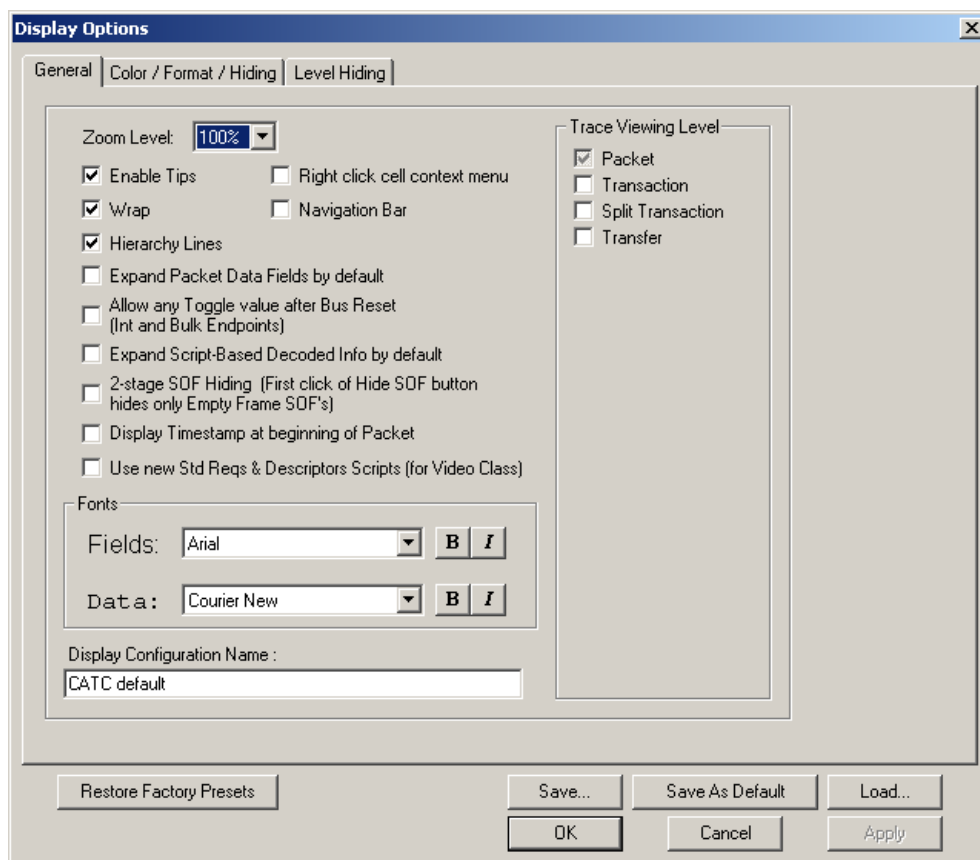 Display Options
General
Color / Format / Hiding
Level Hiding
Zoom Level:
100%
Enable Tips
Right click cell context menu
Wrap
Navigation Bar
Hierarchy Lines
Expand Packet Data Fields by default
Allow any Toggle value after Bus Reset
(Int and Bulk Endpoints)
Expand Script-Based Decoded Info by default
2-stage SOF Hiding (First click of Hide SOF button
hides only Empty Frame SOF's)
Display Timestamp at beginning of Packet
Use new Std Reqs & Descriptors Scripts (for Video Class)
Fonts
Fields:
Arial
B
I
Data:
Courier New
B
I
Display Configuration Name :
CATC default
Trace Viewing Level
Packet
Transaction
Split Transaction
Transfer
Restore Factory Presets
Save...
Save As Default
Load...
OK
Cancel
Apply